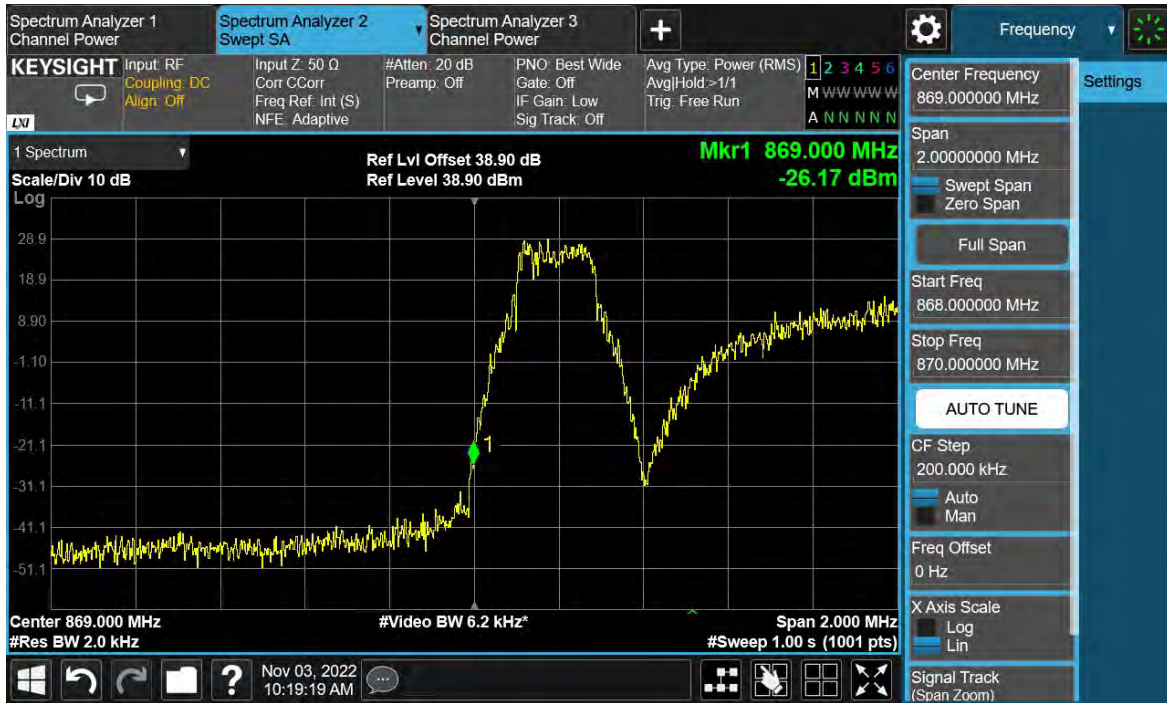 Spectrum Analyzer 1
Channel Power
Spectrum Analyzer 2
Swept SA
Spectrum Analyzer 3
Channel Power
Frequency
KEYSIGHT
LXI
Input: RF
Coupling: DC
Align: Off
Input Z: 50 Ω
Corr CCorr
Freq Ref: Int (S)
NFE: Adaptive
#Atten: 20 dB
Preamp: Off
PNO: Best Wide
Gate: Off
IF Gain: Low
Sig Track: Off
Avg Type: Power (RMS)
Avg|Hold:>1/1
Trig: Free Run
1 2 3 4 5 6
M W W W W W
A N N N N N
1 Spectrum
Scale/Div 10 dB
Ref Lvl Offset 38.90 dB
Ref Level 38.90 dBm
Mkr1 869.000 MHz
-26.17 dBm
Log
28.9
18.9
8.90
-1.10
-11.1
-21.1
-31.1
-41.1
-51.1
1
Center 869.000 MHz
#Res BW 2.0 kHz
#Video BW 6.2 kHz*
Span 2.000 MHz
#Sweep 1.00 s (1001 pts)
?
Nov 03, 2022
10:19:19 AM
Settings
Center Frequency
869.000000 MHz
Span
2.00000000 MHz
Swept Span
Zero Span
Full Span
Start Freq
868.000000 MHz
Stop Freq
870.000000 MHz
AUTO TUNE
CF Step
200.000 kHz
Auto
Man
Freq Offset
0 Hz
X Axis Scale
Log
Lin
Signal Track
(Span Zoom)